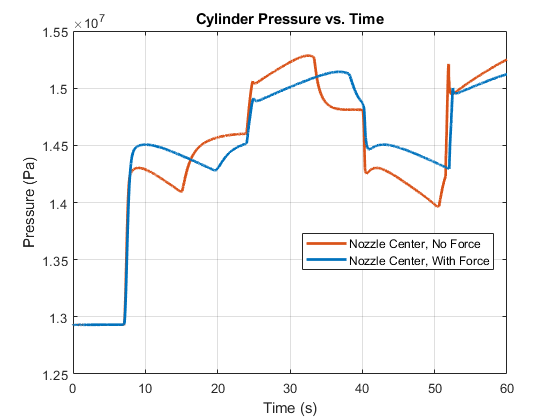 Cylinder Pressure vs. Time
×10⁷
1.55
1.5
1.45
1.4
1.35
1.3
1.25
Pressure (Pa)
Nozzle Center, No Force
Nozzle Center, With Force
0 10 20 30 40 50 60
Time (s)